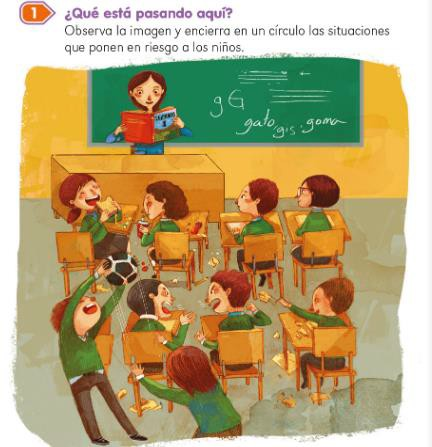 1 ¿Qué está pasando aquí?
Observa la imagen y encierra en un círculo las situaciones
que ponen en riesgo a los niños.
g G
gato, gis, goma